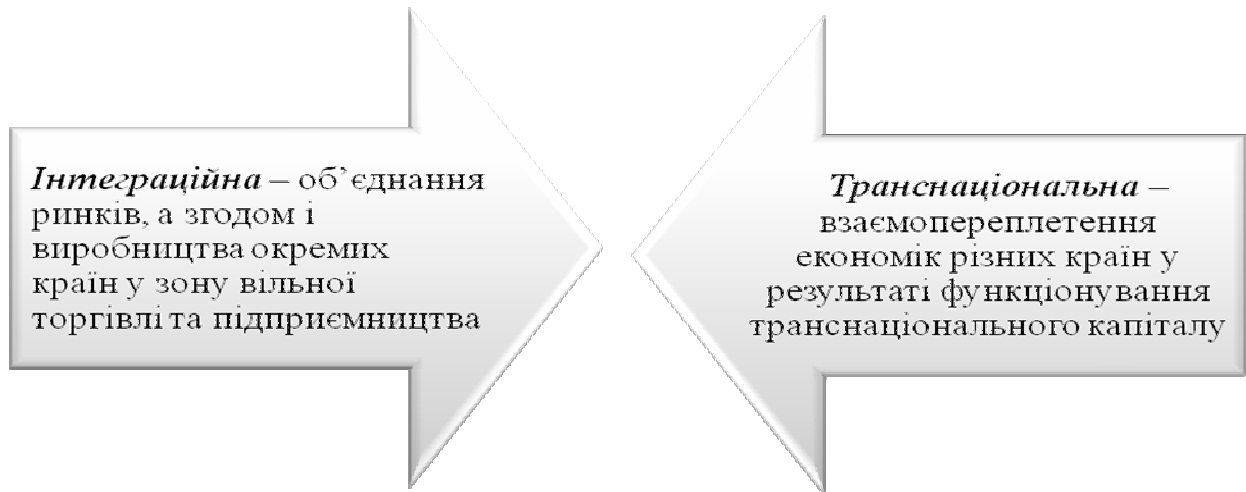 Інтеграційна – об’єднання
ринків, а згодом і
виробництва окремих
країн у зону вільної
торгівлі та підприємництва
Транснаціональна –
взаємопереплетення
економік різних країн у
результаті функціонування
транснаціонального капіталу